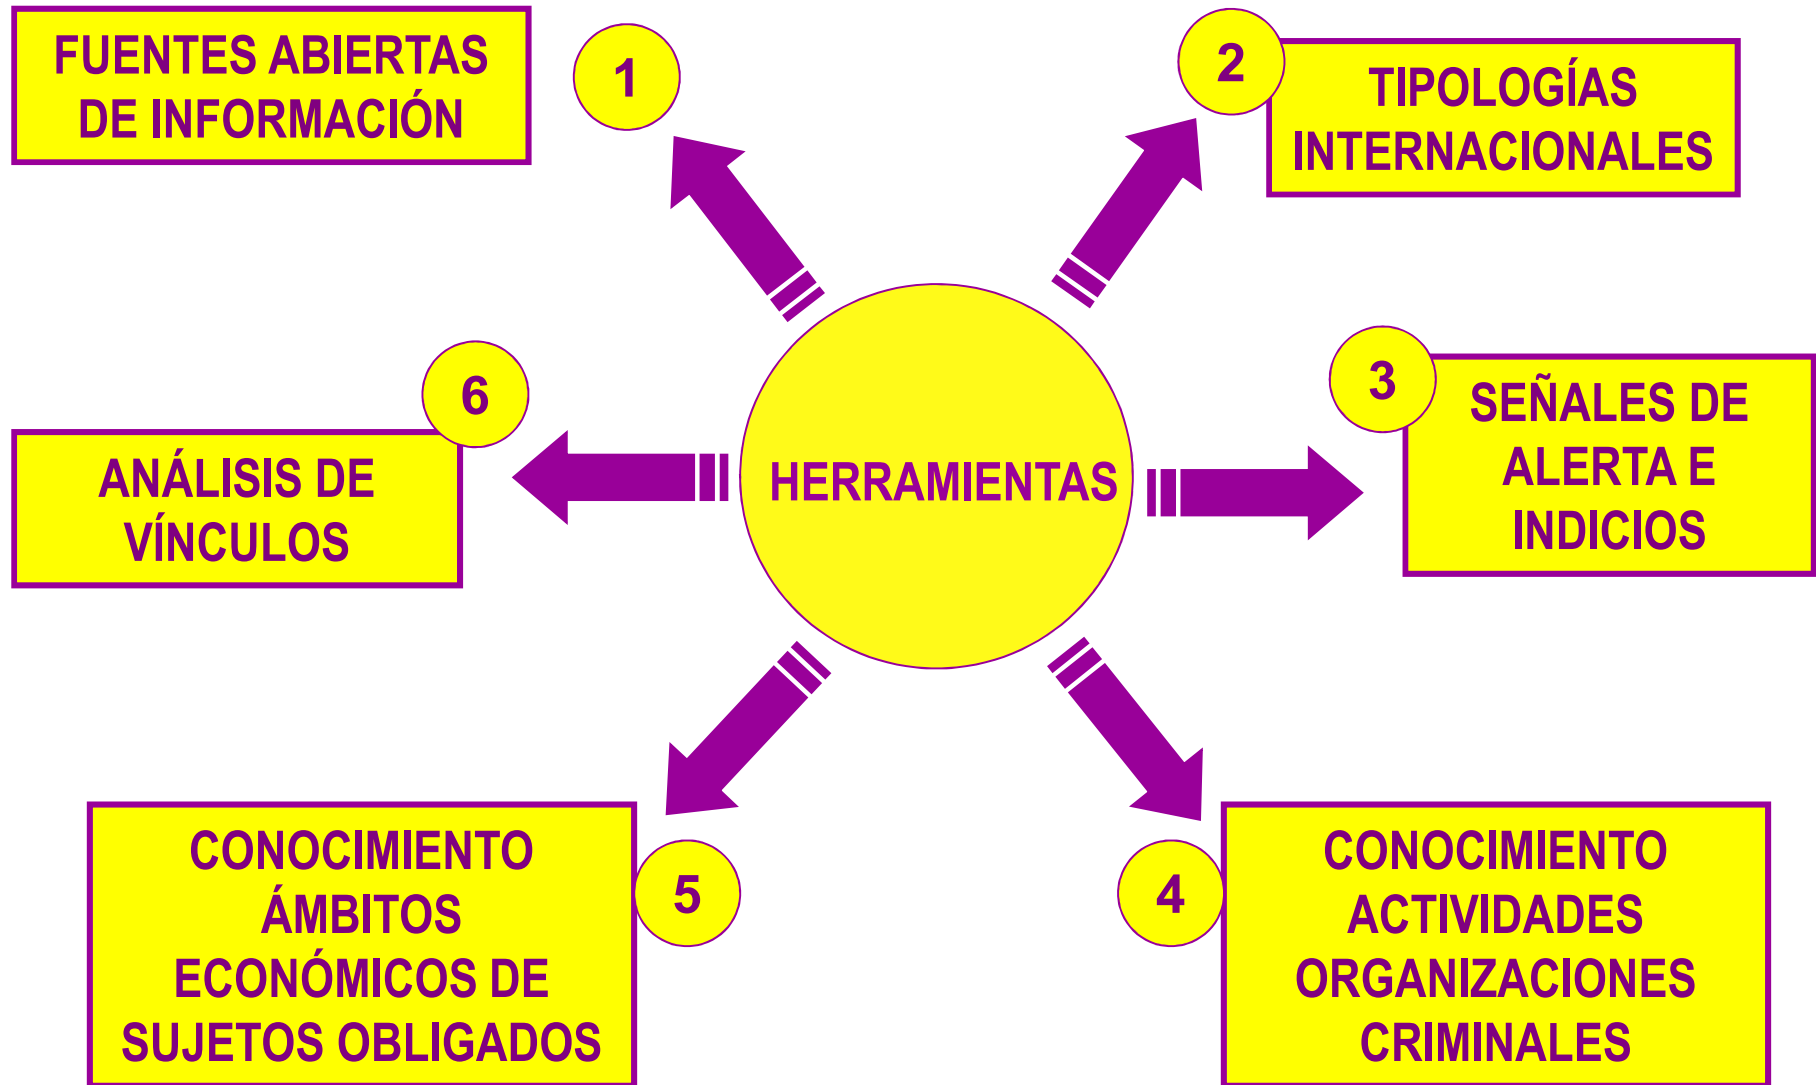 FUENTES ABIERTAS
DE INFORMACIÓN
1
2
TIPOLOGÍAS
INTERNACIONALES
3
SEÑALES DE
ALERTA E
INDICIOS
HERRAMIENTAS
6
ANÁLISIS DE
VÍNCULOS
CONOCIMIENTO
ÁMBITOS
ECONÓMICOS DE
SUJETOS OBLIGADOS
5
4
CONOCIMIENTO
ACTIVIDADES
ORGANIZACIONES
CRIMINALES